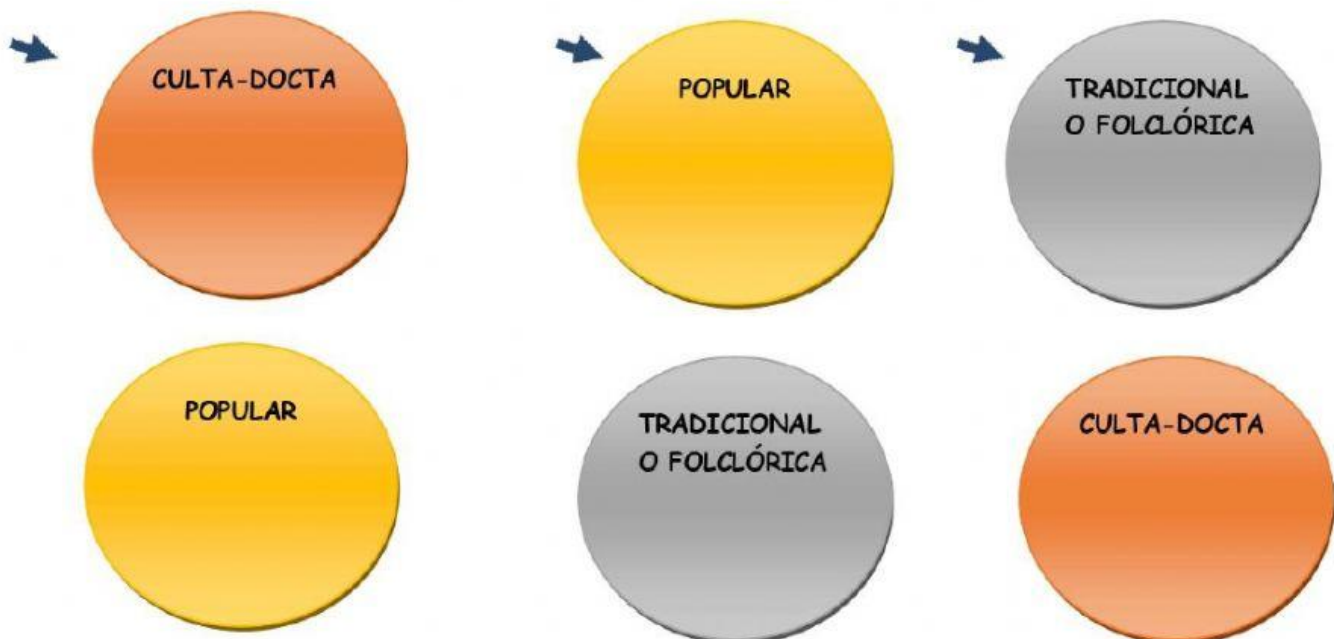 CULTA-DOCTA
POPULAR
TRADICIONAL
O FOLCLÓRICA
POPULAR
TRADICIONAL
O FOLCLÓRICA
CULTA-DOCTA